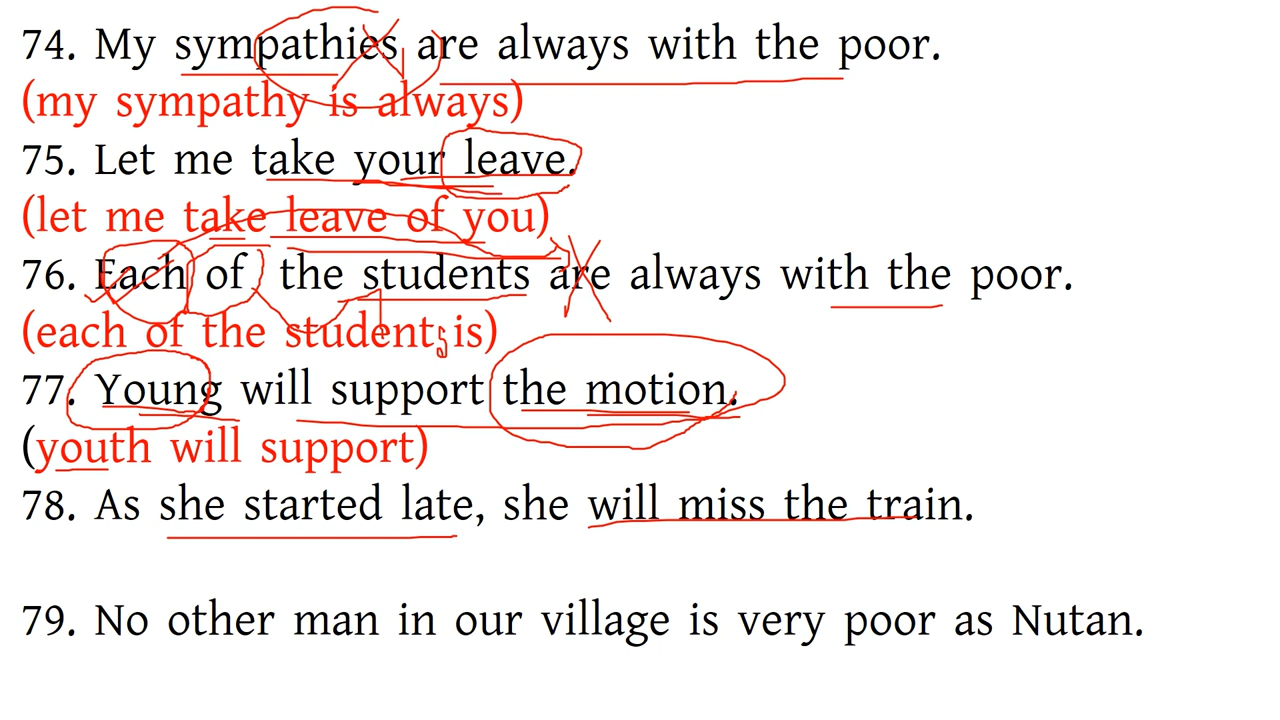 74. My sympathies are always with the poor.
(my sympathy is always)
75. Let me take your leave.
(let me take leave of you)
76. Each of the students are always with the poor.
(each of the students is)
77. Young will support the motion.
(youth will support)
78. As she started late, she will miss the train.
79. No other man in our village is very poor as Nutan.